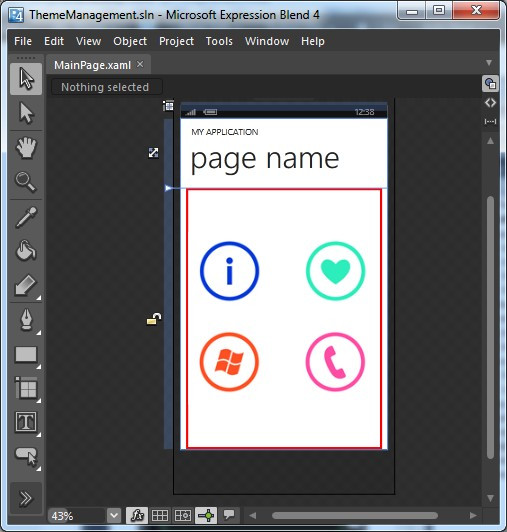 ThemeManagement.sln - Microsoft Expression Blend 4
File Edit View Object Project Tools Window Help
MainPage.xaml ×
Nothing selected
12:38
MY APPLICATION
page name
i
T
43% fx